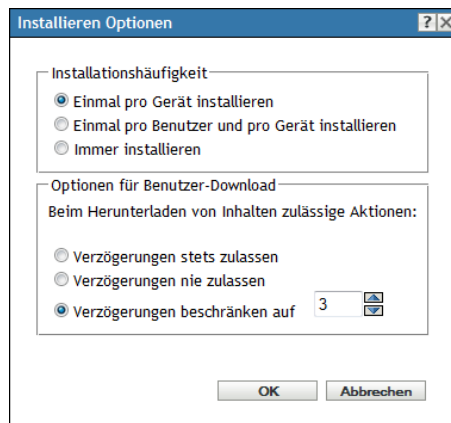 Installieren Optionen
Installationshäufigkeit
Einmal pro Gerät installieren
Einmal pro Benutzer und pro Gerät installieren
Immer installieren
Optionen für Benutzer-Download
Beim Herunterladen von Inhalten zulässige Aktionen:
Verzögerungen stets zulassen
Verzögerungen nie zulassen
Verzögerungen beschränken auf 3
OK Abbrechen